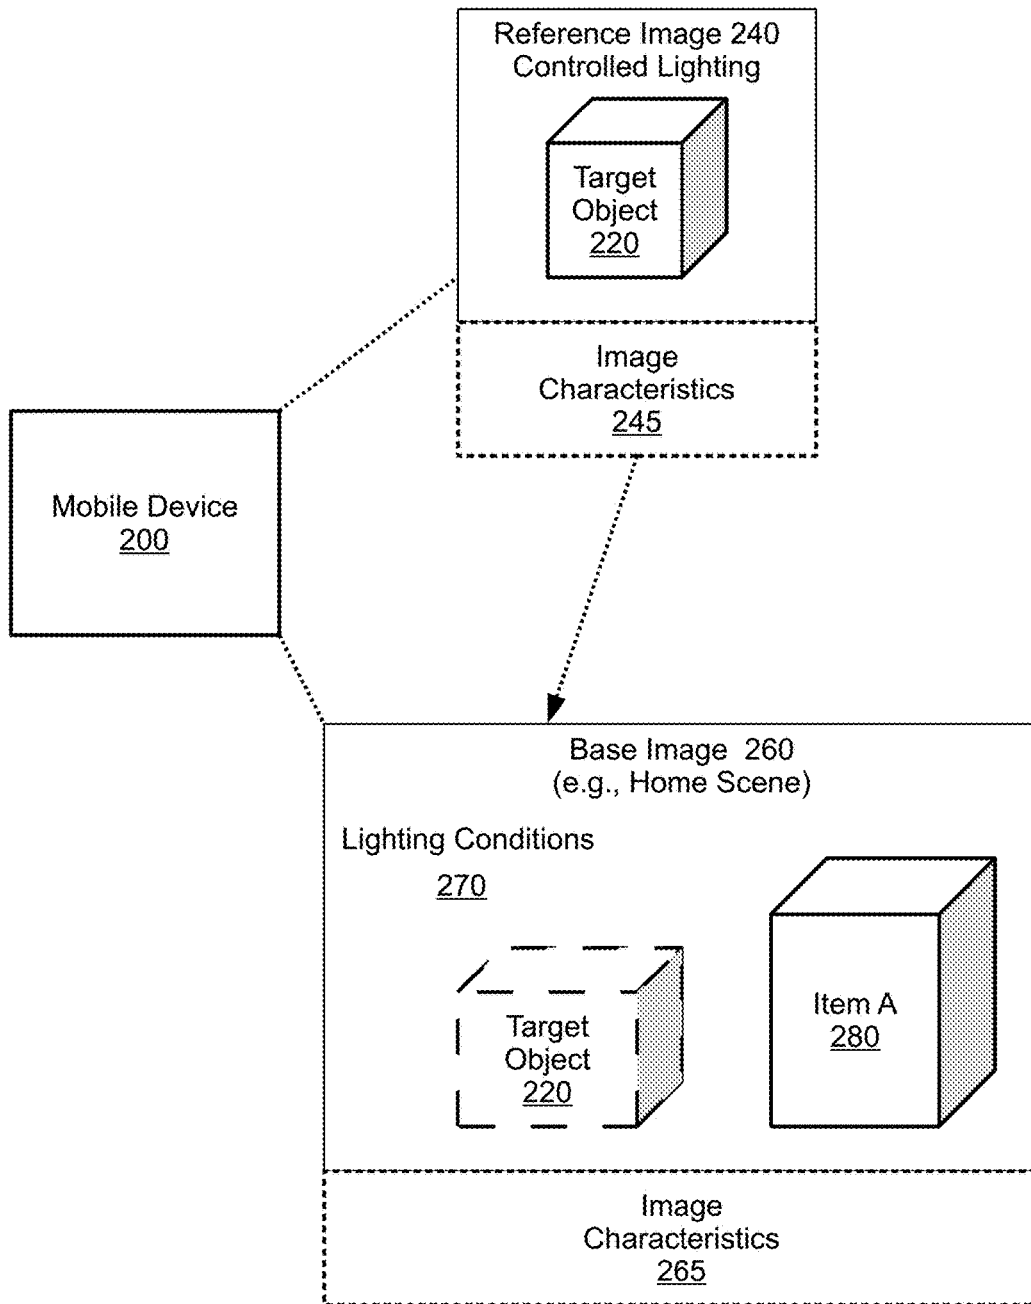 Reference Image 240
Controlled Lighting
Target
Object
220
Image
Characteristics
245
Mobile Device
200
Base Image 260
(e.g., Home Scene)
Lighting Conditions
270
Target
Object
220
Item A
280
Image
Characteristics
265